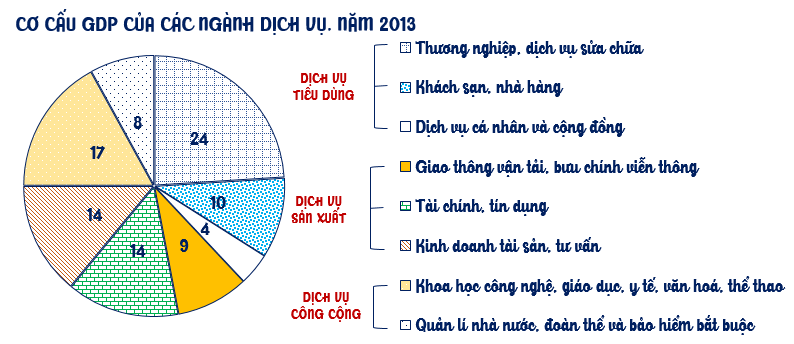 CƠ CẤU GDP CỦA CÁC NGÀNH DỊCH VỤ. NĂM 2013
24
10
4
9
14
14
17
8
DỊCH VỤ
TIÊU DÙNG
Thương nghiệp, dịch vụ sửa chữa
Khách sạn, nhà hàng
Dịch vụ cá nhân và cộng đồng
DỊCH VỤ
SẢN XUẤT
Giao thông vận tải, bưu chính viễn thông
Tài chính, tín dụng
Kinh doanh tài sản, tư vấn
DỊCH VỤ
CÔNG CỘNG
Khoa học công nghệ, giáo dục, y tế, văn hoá, thể thao
Quản lí nhà nước, đoàn thể và bảo hiểm bắt buộc